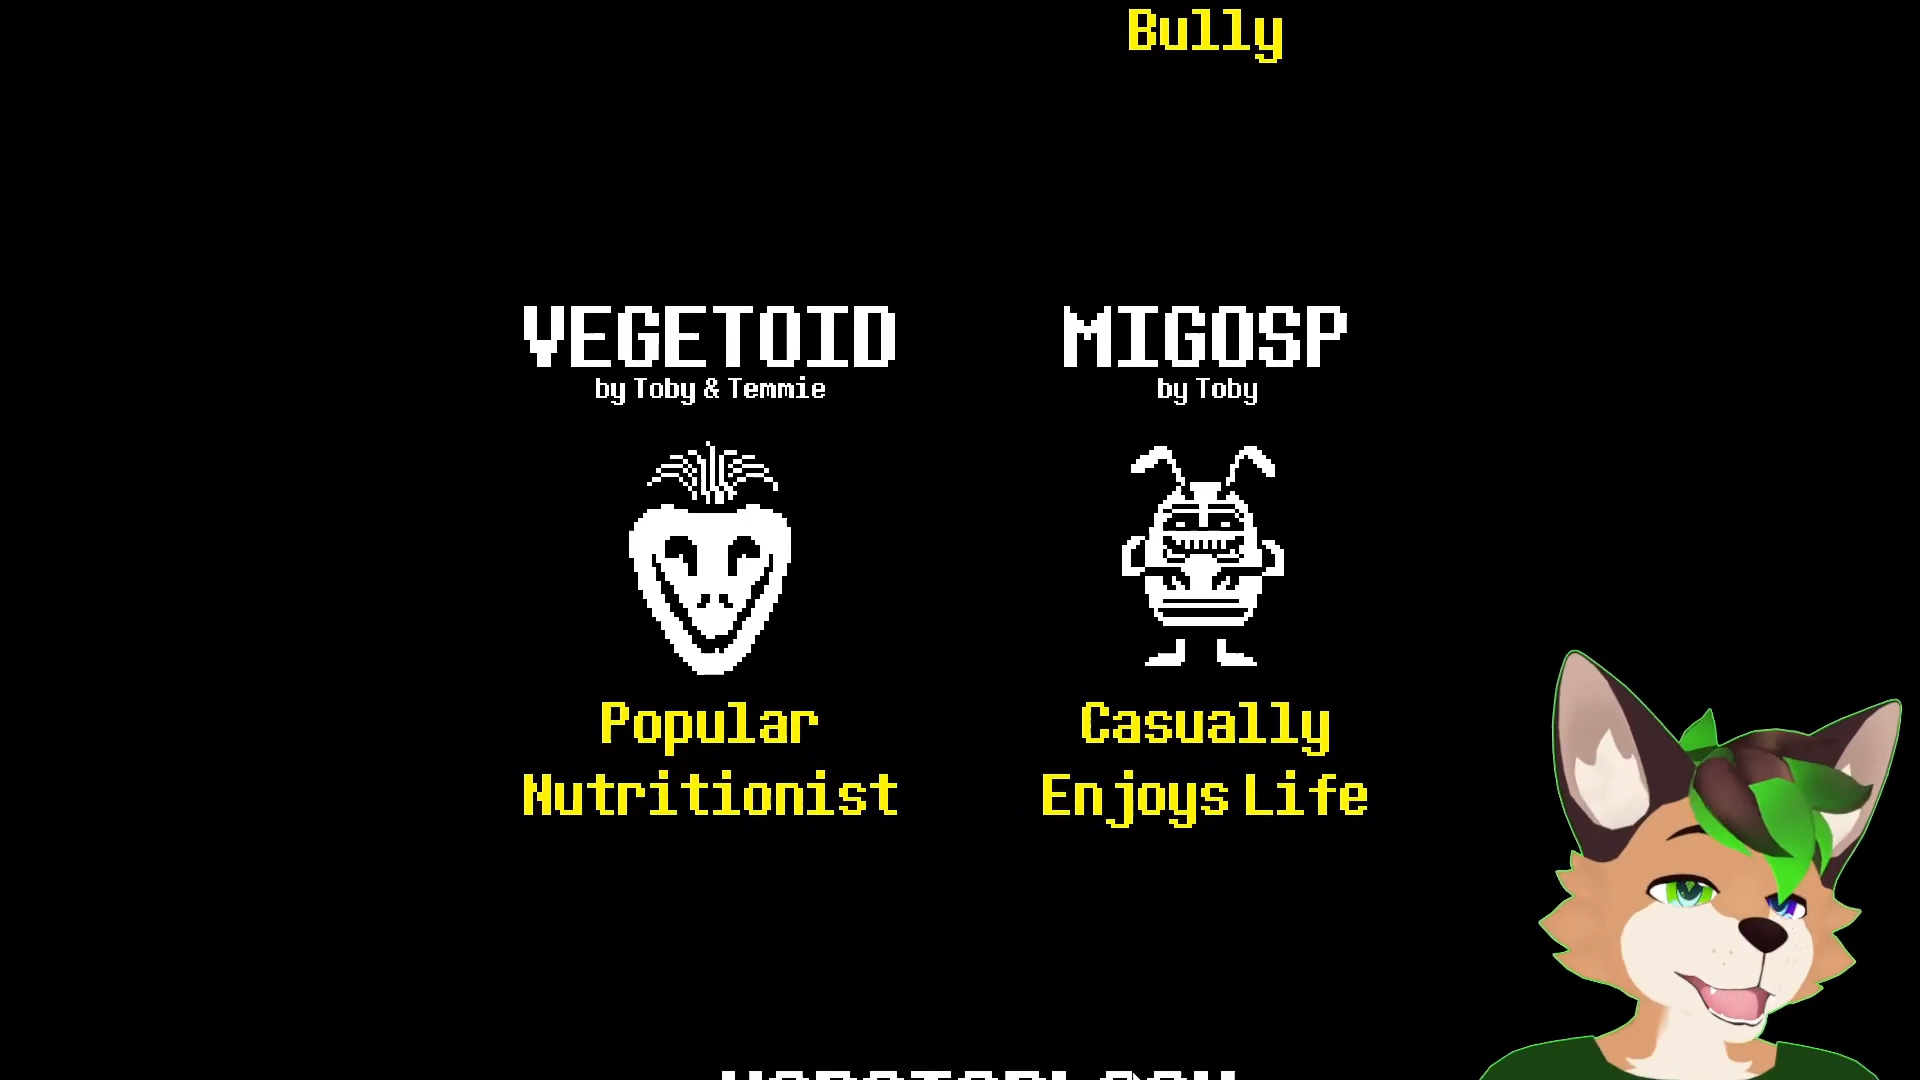 Bully
VEGETOID
by Toby & Temmie
MIGOSP
by Toby
Popular
Nutritionist
Casually
Enjoys Life